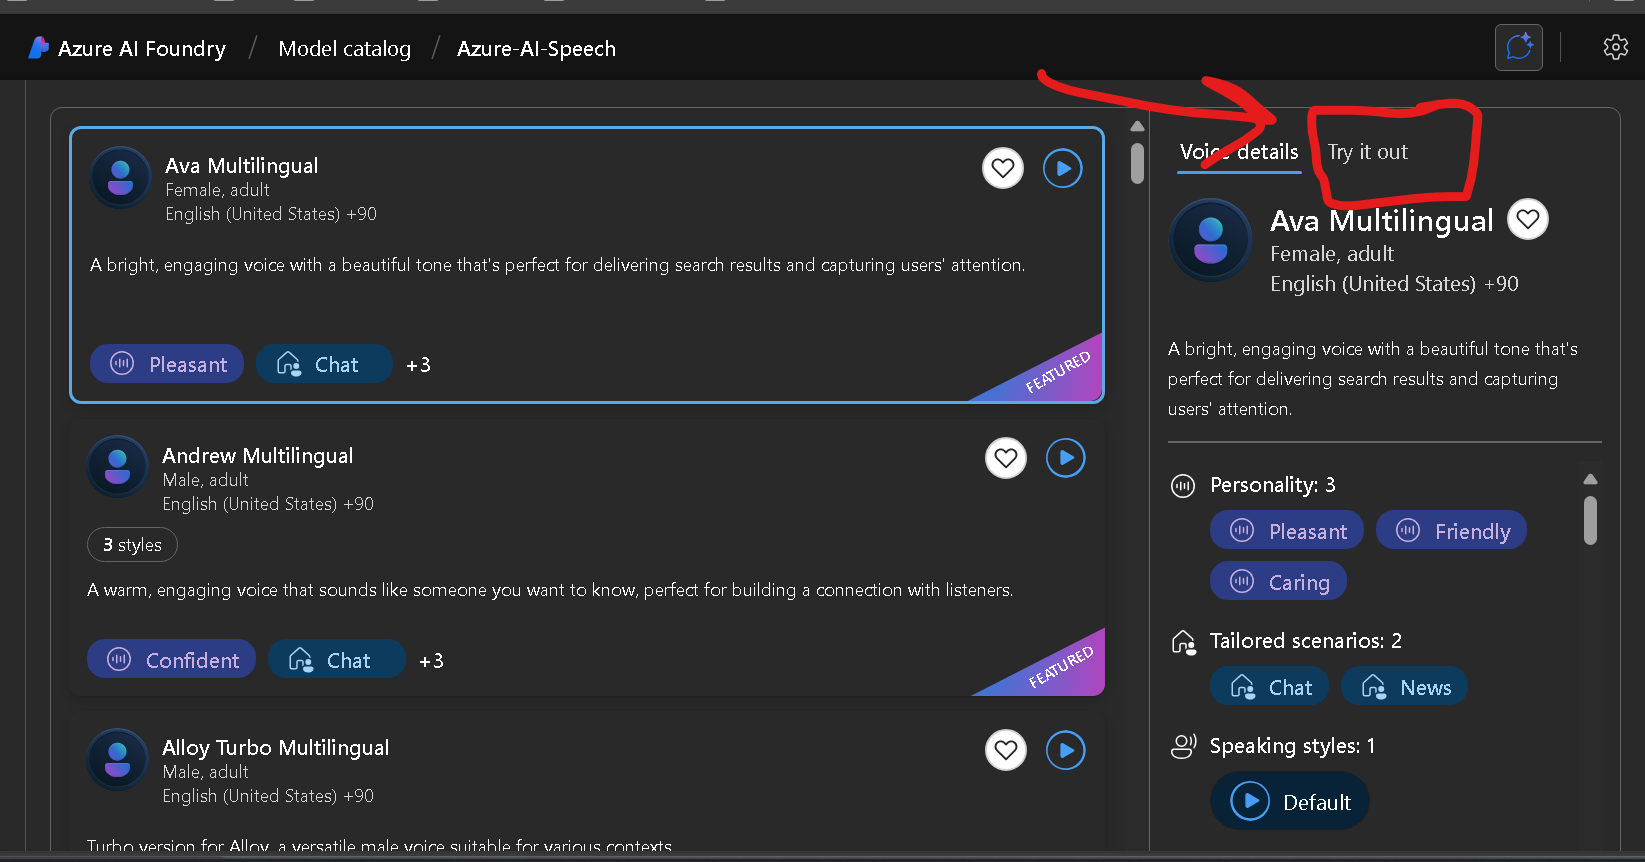 Azure AI Foundry / Model catalog / Azure-AI-Speech
Ava Multilingual
Female, adult
English (United States) +90
A bright, engaging voice with a beautiful tone that's perfect for delivering search results and capturing users' attention.
Pleasant Chat +3
FEATURED
Andrew Multilingual
Male, adult
English (United States) +90
3 styles
A warm, engaging voice that sounds like someone you want to know, perfect for building a connection with listeners.
Confident Chat +3
FEATURED
Alloy Turbo Multilingual
Male, adult
English (United States) +90
Turbo version for Alloy, a versatile male voice suitable for various contexts.
Voice details Try it out
Ava Multilingual
Female, adult
English (United States) +90
A bright, engaging voice with a beautiful tone that's
perfect for delivering search results and capturing
users' attention.
Personality: 3
Pleasant Friendly
Caring
Tailored scenarios: 2
Chat News
Speaking styles: 1
Default